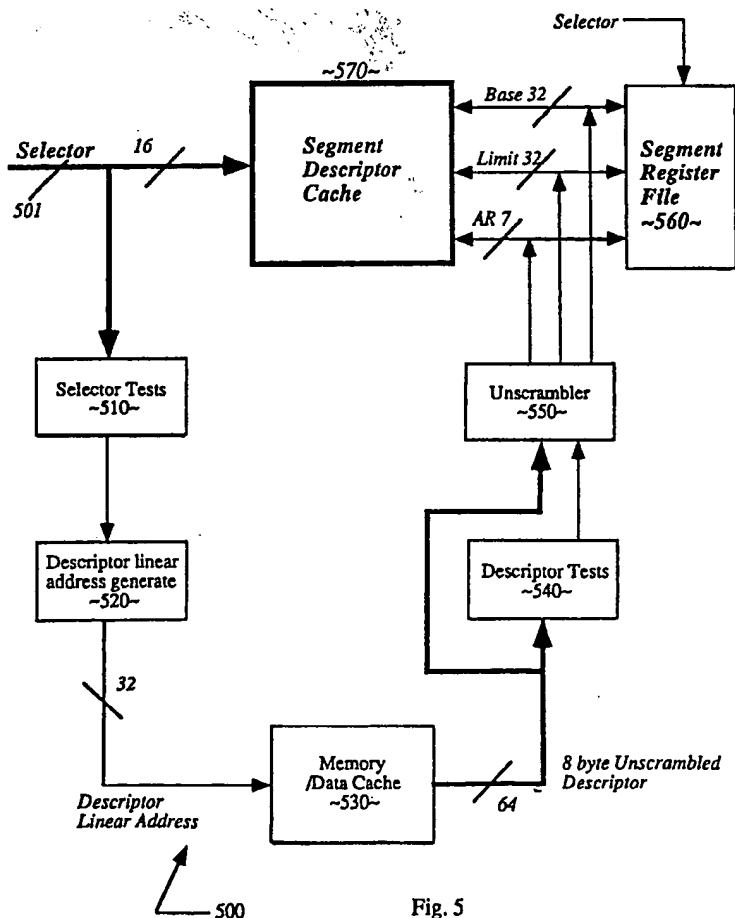 Selector
~570~
Segment
Descriptor
Cache
Selector
16
501
Base 32
Limit 32
AR 7
Segment
Register
File
~560~
Selector Tests
~510~
Unscrambler
~550~
Descriptor linear
address generate
~520~
Descriptor Tests
~540~
32
Memory
/Data Cache
~530~
64
8 byte Unscrambled
Descriptor
Descriptor
Linear Address
500
Fig. 5